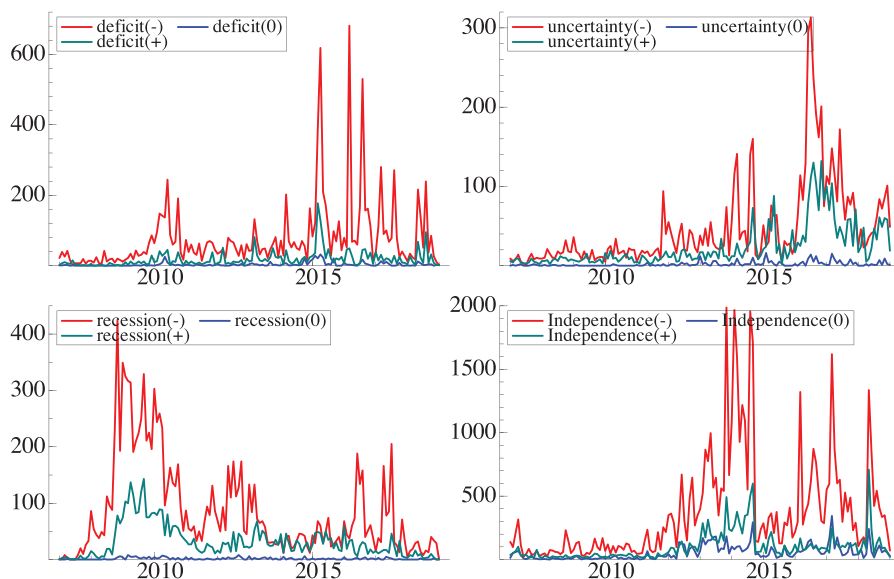 deficit(-) deficit(0)
deficit(+)
600
400
200
2010 2015
uncertainty(-) uncertainty(0)
uncertainty(+)
300
200
100
2010 2015
recession(-) recession(0)
recession(+)
400
300
200
100
2010 2015
Independence(-) Independence(0)
Independence(+)
2000
1500
1000
500
2010 2015